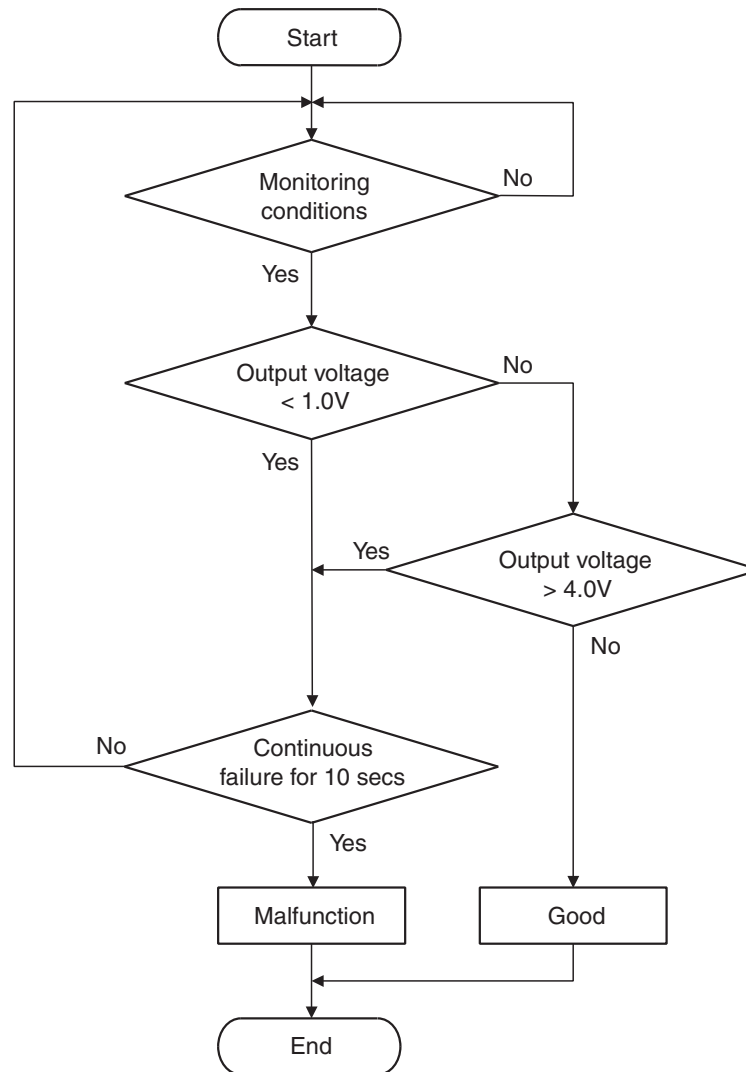 Start
Monitoring
conditions
No
Yes
Output voltage
< 1.0V
No
Yes
Output voltage
> 4.0V
Yes
No
Continuous
failure for 10 secs
No
Yes
Malfunction
Good
End